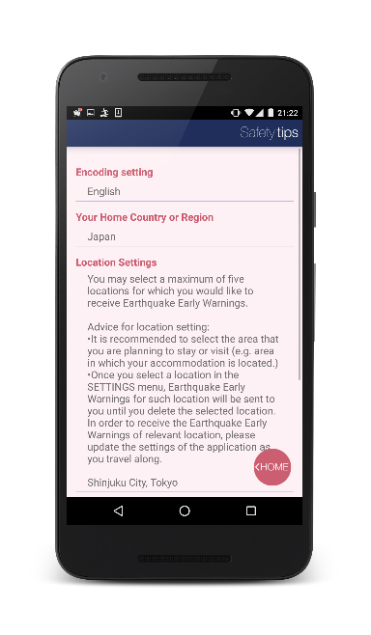 21:22
Safety tips
Encoding setting
English
Your Home Country or Region
Japan
Location Settings
You may select a maximum of five
locations for which you would like to
receive Earthquake Early Warnings.
Advice for location setting:
•It is recommended to select the area that
you are planning to stay or visit (e.g. area
in which your accommodation is located.)
•Once you select a location in the
SETTINGS menu, Earthquake Early
Warnings for such location will be sent to
you until you delete the selected location.
In order to receive the Earthquake Early
Warnings of relevant location, please
update the settings of the application as
you travel along.
<HOME
Shinjuku City, Tokyo